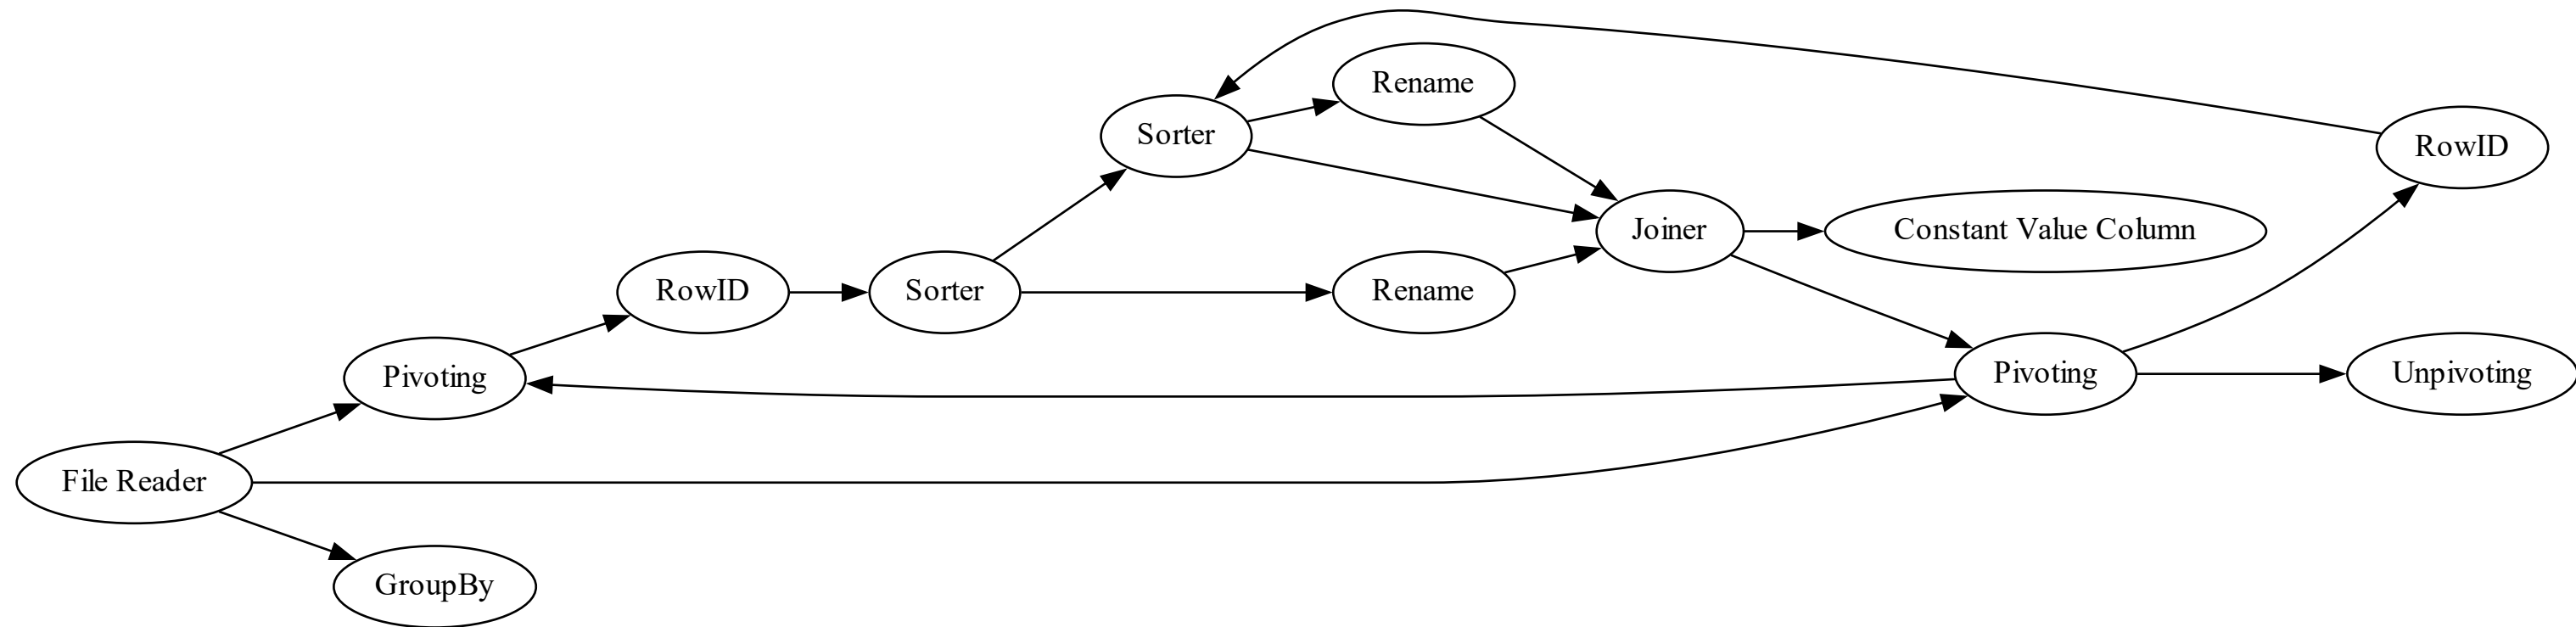 Rename
Sorter
RowID
Joiner
Constant Value Column
RowID
Sorter
Rename
Pivoting
Pivoting
Unpivoting
File Reader
GroupBy